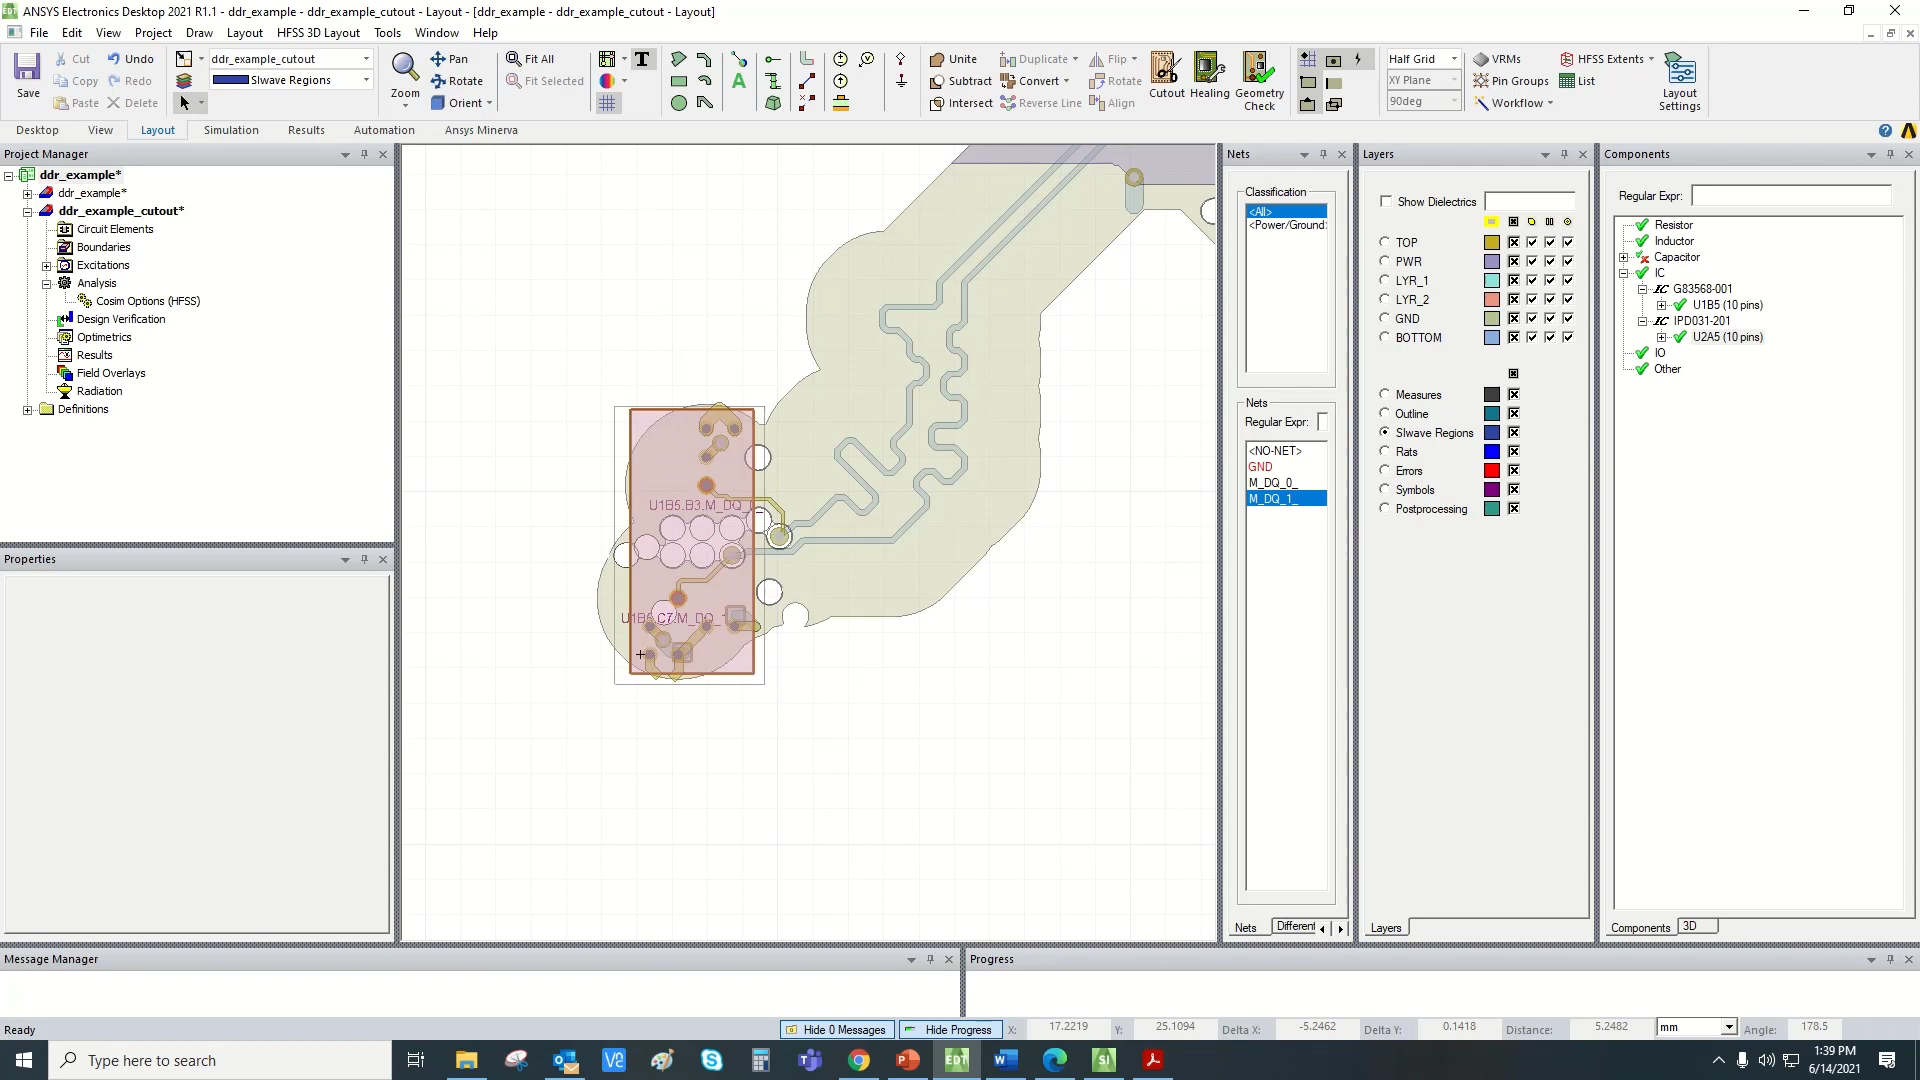 ANSYS Electronics Desktop 2021 R1.1 - ddr_example - ddr_example_cutout - Layout - [ddr_example - ddr_example_cutout - Layout]
File Edit View Project Draw Layout HFSS 3D Layout Tools Window Help
Save
Cut Undo
Copy Redo
Paste Delete
ddr_example_cutout
SIwave Regions
Zoom
Pan
Rotate
Orient
Fit All
Fit Selected
Unite
Subtract
Intersect
Duplicate
Convert
Reverse Line
Flip
Rotate
Align
Cutout
Healing
Geometry
Check
Half Grid
XY Plane
90deg
VRMs
Pin Groups
Workflow
HFSS Extents
List
Layout
Settings
Desktop View Layout Simulation Results Automation Ansys Minerva
Project Manager
ddr_example*
ddr_example*
ddr_example_cutout*
Circuit Elements
Boundaries
Excitations
Analysis
Cosim Options (HFSS)
Design Verification
Optimetrics
Results
Field Overlays
Radiation
Definitions
Properties
U1B5.B3.M_DQ_
U1B5.C7.M_DQ_1
Nets
Classification
<All>
<Power/Ground>
Nets
Regular Expr:
<NO-NET>
GND
M_DQ_0_
M_DQ_1_
Nets Different
Layers
Show Dielectrics
TOP
PWR
LYR_1
LYR_2
GND
BOTTOM
Measures
Outline
SIwave Regions
Rats
Errors
Symbols
Postprocessing
Layers
Components
Regular Expr:
Resistor
Inductor
Capacitor
IC
IC G83568-001
U1B5 (10 pins)
IC IPD031-201
U2A5 (10 pins)
IO
Other
Components 3D
Message Manager
Progress
Ready
Hide 0 Messages Hide Progress X: 17.2219 Y: 25.1094 Delta X: -5.2462 Delta Y: 0.1418 Distance: 5.2482 mm Angle: 178.5
Type here to search
EDT
SI
1:39 PM
6/14/2021